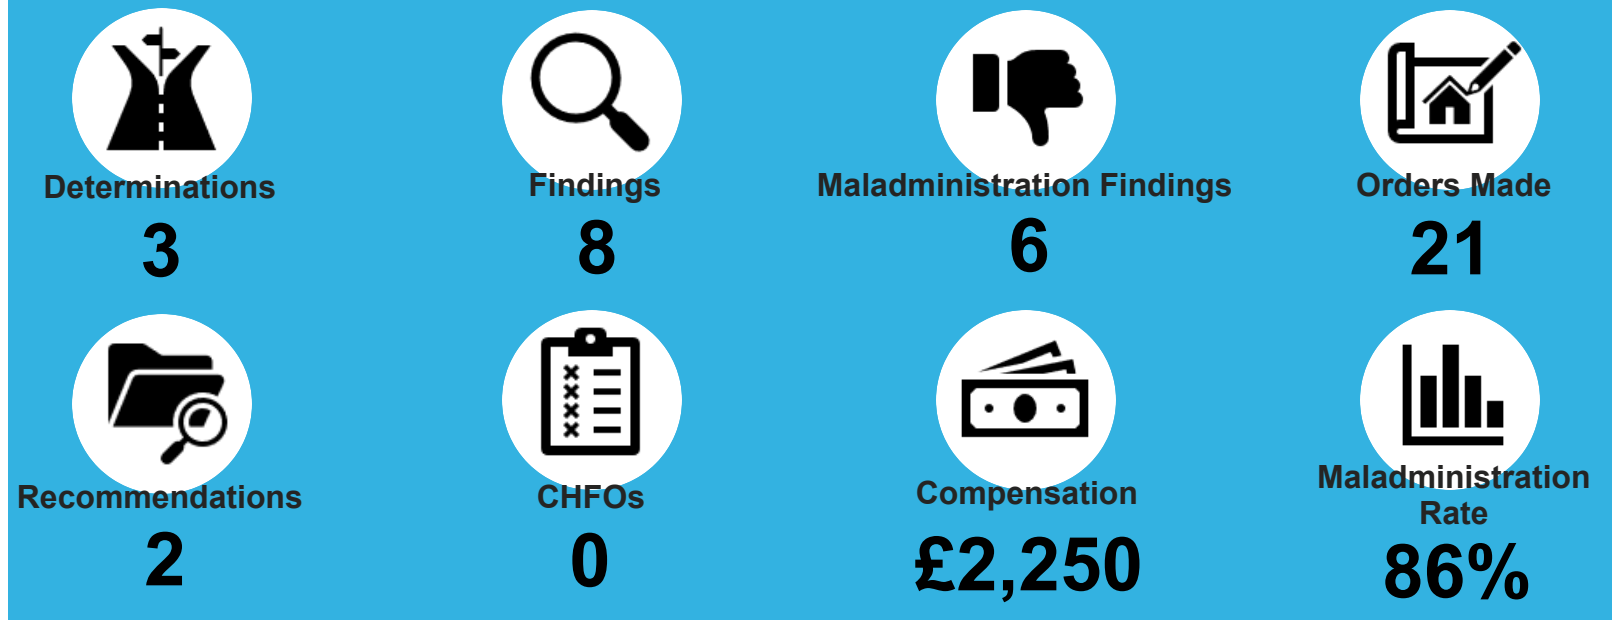 Determinations
3
Findings
8
Maladministration Findings
6
Orders Made
21
Recommendations
2
CHFOs
0
Compensation
£2,250
Maladministration
Rate
86%